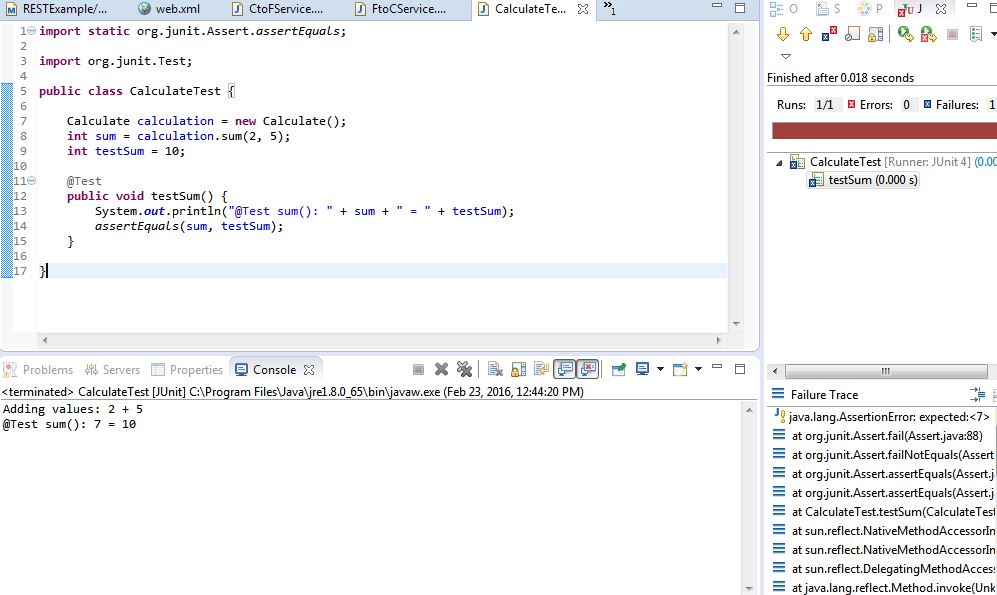 RESTExample/... web.xml CtoFService.... FtoCService.... CalculateTe... »1
1 import static org.junit.Assert.assertEquals;
2
3 import org.junit.Test;
4
5 public class CalculateTest {
6
7 Calculate calculation = new Calculate();
8 int sum = calculation.sum(2, 5);
9 int testSum = 10;
10
11 @Test
12 public void testSum() {
13 System.out.println("@Test sum(): " + sum + " = " + testSum);
14 assertEquals(sum, testSum);
15 }
16
17 }
Problems Servers Properties Console
<terminated> CalculateTest [JUnit] C:\Program Files\Java\jre1.8.0_65\bin\javaw.exe (Feb 23, 2016, 12:44:20 PM)
Adding values: 2 + 5
@Test sum(): 7 = 10
O S P J
Finished after 0.018 seconds
Runs: 1/1 Errors: 0 Failures: 1
CalculateTest [Runner: JUnit 4] (0.00
testSum (0.000 s)
Failure Trace
java.lang.AssertionError: expected:<7>
at org.junit.Assert.fail(Assert.java:88)
at org.junit.Assert.failNotEquals(Assert
at org.junit.Assert.assertEquals(Assert.j
at org.junit.Assert.assertEquals(Assert.j
at CalculateTest.testSum(CalculateTest
at sun.reflect.NativeMethodAccessorIn
at sun.reflect.NativeMethodAccessorIn
at sun.reflect.DelegatingMethodAcces
at java.lang.reflect.Method.invoke(Unk